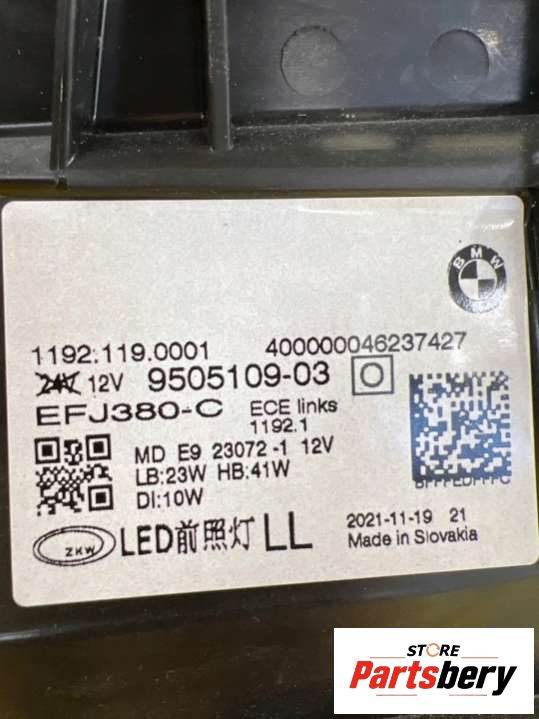 BMW
1192.119.0001 400000046237427
24V 12V 9505109-03 O
EFJ380-C ECE links
1192.1
MD E9 23072-1 12V
LB:23W HB:41W
DI:10W
ZKW LED前照灯 LL
2021-11-19 21
Made in Slovakia
STORE
Partsbery